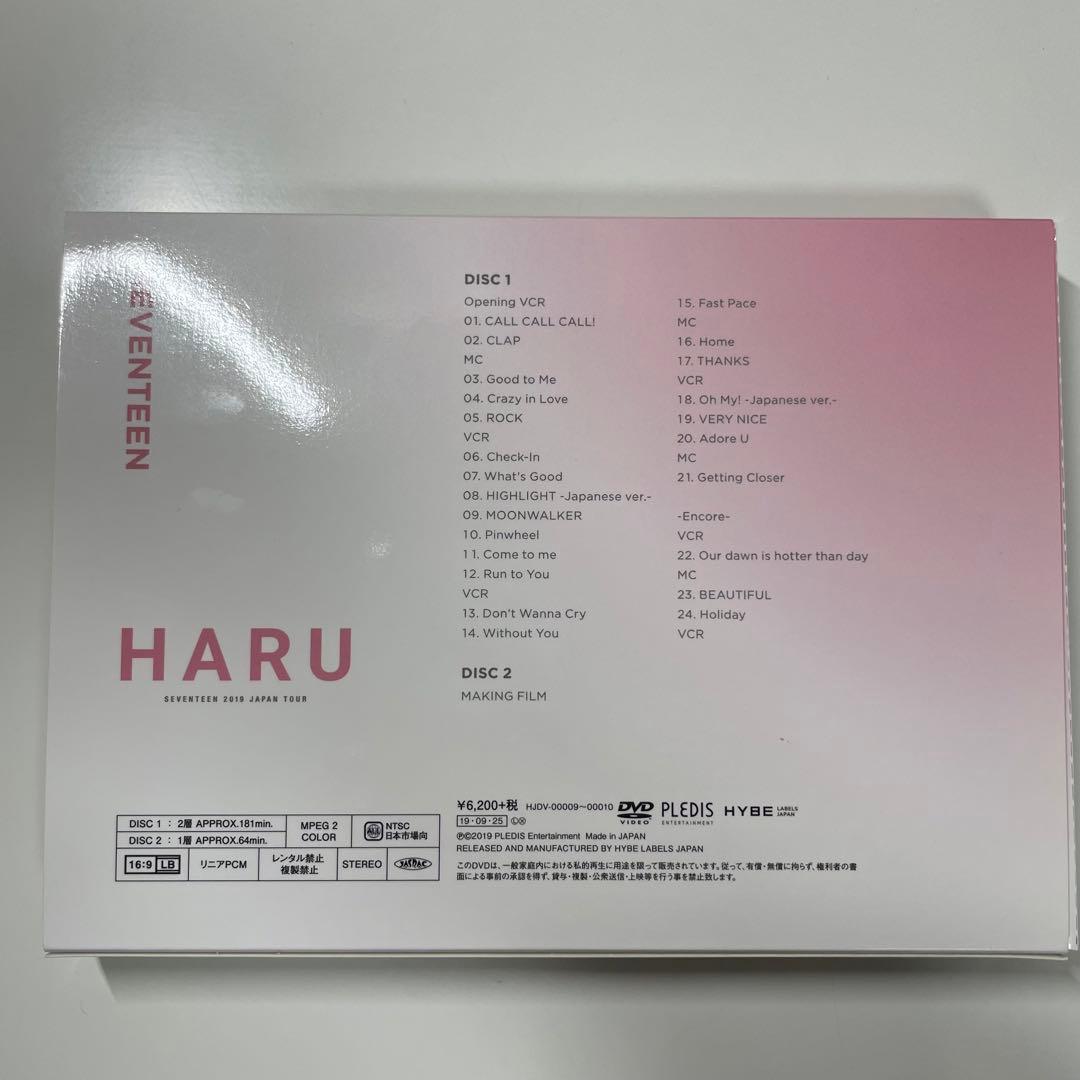 EVENTEEN
HARU
SEVENTEEN 2019 JAPAN TOUR
DISC 1
Opening VCR
01. CALL CALL CALL!
02. CLAP
MC
03. Good to Me
04. Crazy in Love
05. ROCK
VCR
06. Check-In
07. What's Good
08. HIGHLIGHT -Japanese ver.-
09. MOONWALKER
10. Pinwheel
11. Come to me
12. Run to You
VCR
13. Don't Wanna Cry
14. Without You
15. Fast Pace
MC
16. Home
17. THANKS
VCR
18. Oh My! -Japanese ver.-
19. VERY NICE
20. Adore U
MC
21. Getting Closer
-Encore-
VCR
22. Our dawn is hotter than day
MC
23. BEAUTIFUL
24. Holiday
VCR
DISC 2
MAKING FILM
DISC 1 : 2層 APPROX.181min.
DISC 2 : 1層 APPROX.64min.
MPEG 2
COLOR
ALL
NTSC
日本市場向
16:9 LB
リニアPCM
レンタル禁止
複製禁止
STEREO
JASRAC
¥6,200+税 HJDV-00009〜00010
19・09・25 Ⓛ Ⓧ
DVD
VIDEO
PLEDIS
ENTERTAINMENT
HYBE LABELS
JAPAN
℗©2019 PLEDIS Entertainment Made in JAPAN
RELEASED AND MANUFACTURED BY HYBE LABELS JAPAN
このDVDは、一般家庭内における私的再生に用途を限って販売されています。従って、有償・無償に拘らず、権利者の書
面による事前の承認を得ず、貸与・複製・公衆送信・上映等を行う事を禁止致します。